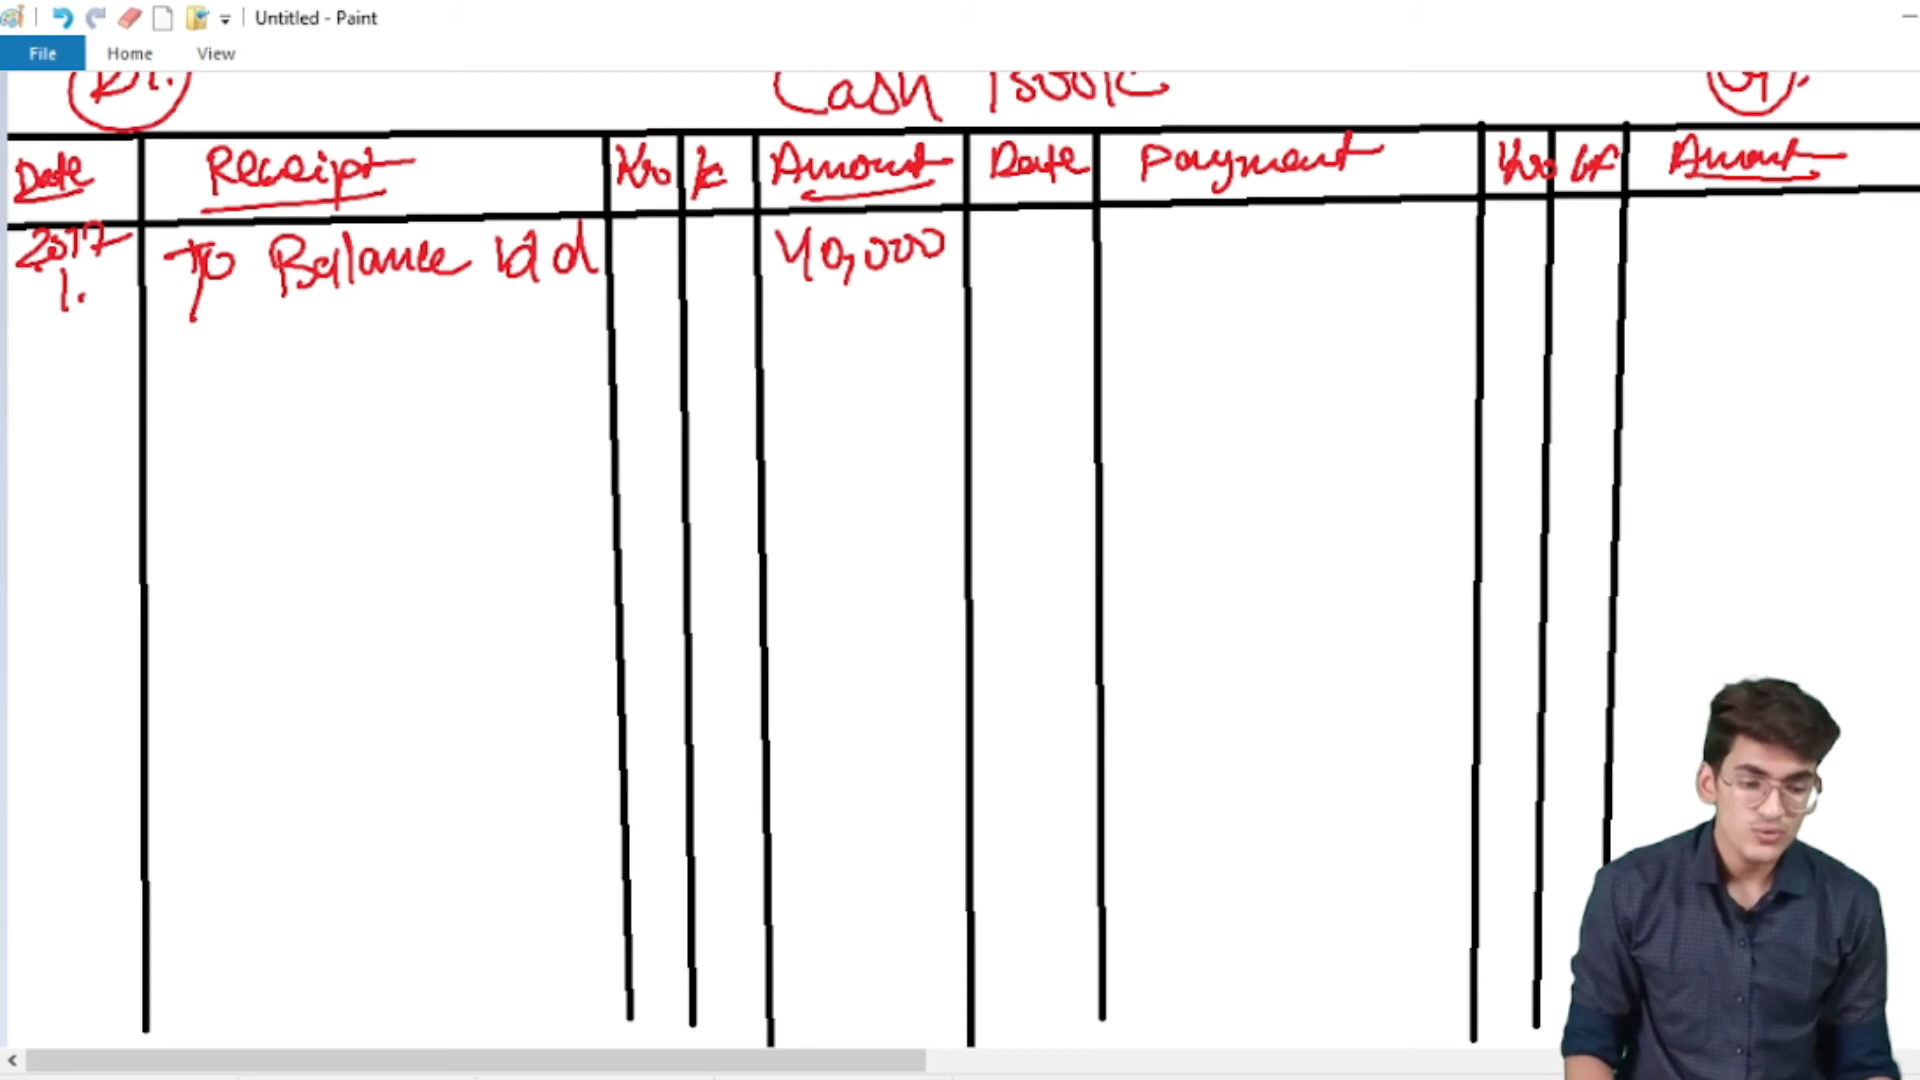 Untitled - Paint
File Home View
Dr. Cash Book Cr.
Date Receipt Amount Date Payment Amount
2017 To Balance b/d 40,000
1.